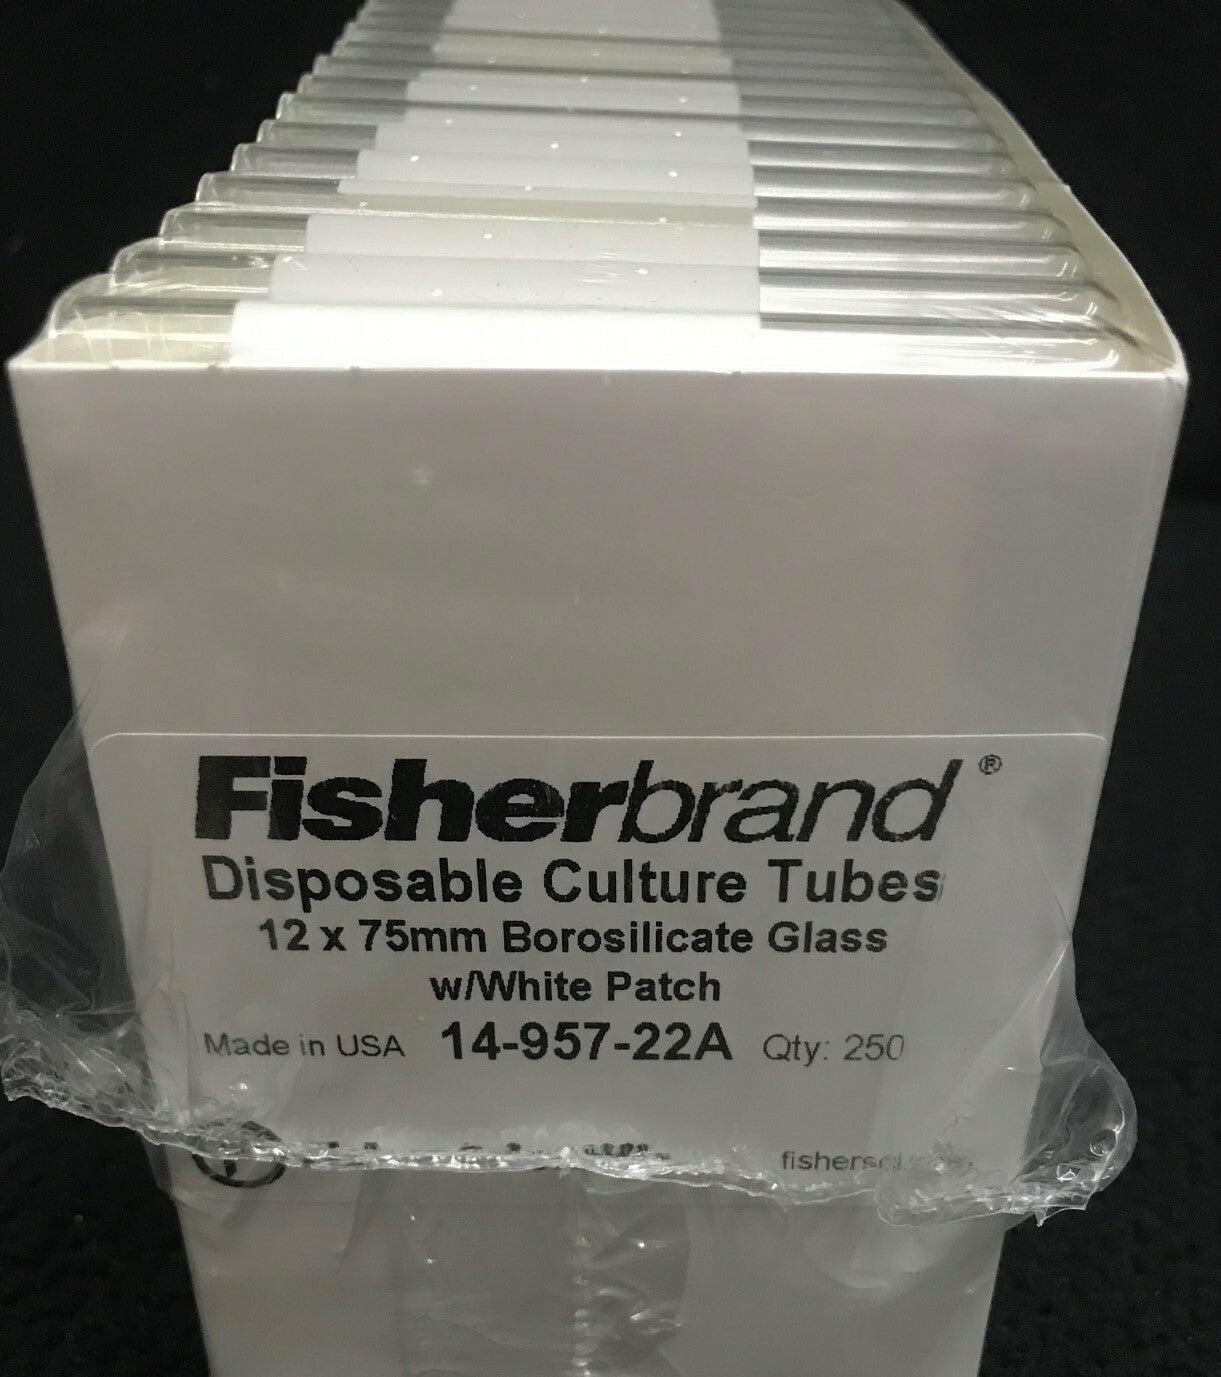 Fisherbrand®
Disposable Culture Tubes
12 x 75mm Borosilicate Glass
w/White Patch
Made in USA 14-957-22A Qty: 250